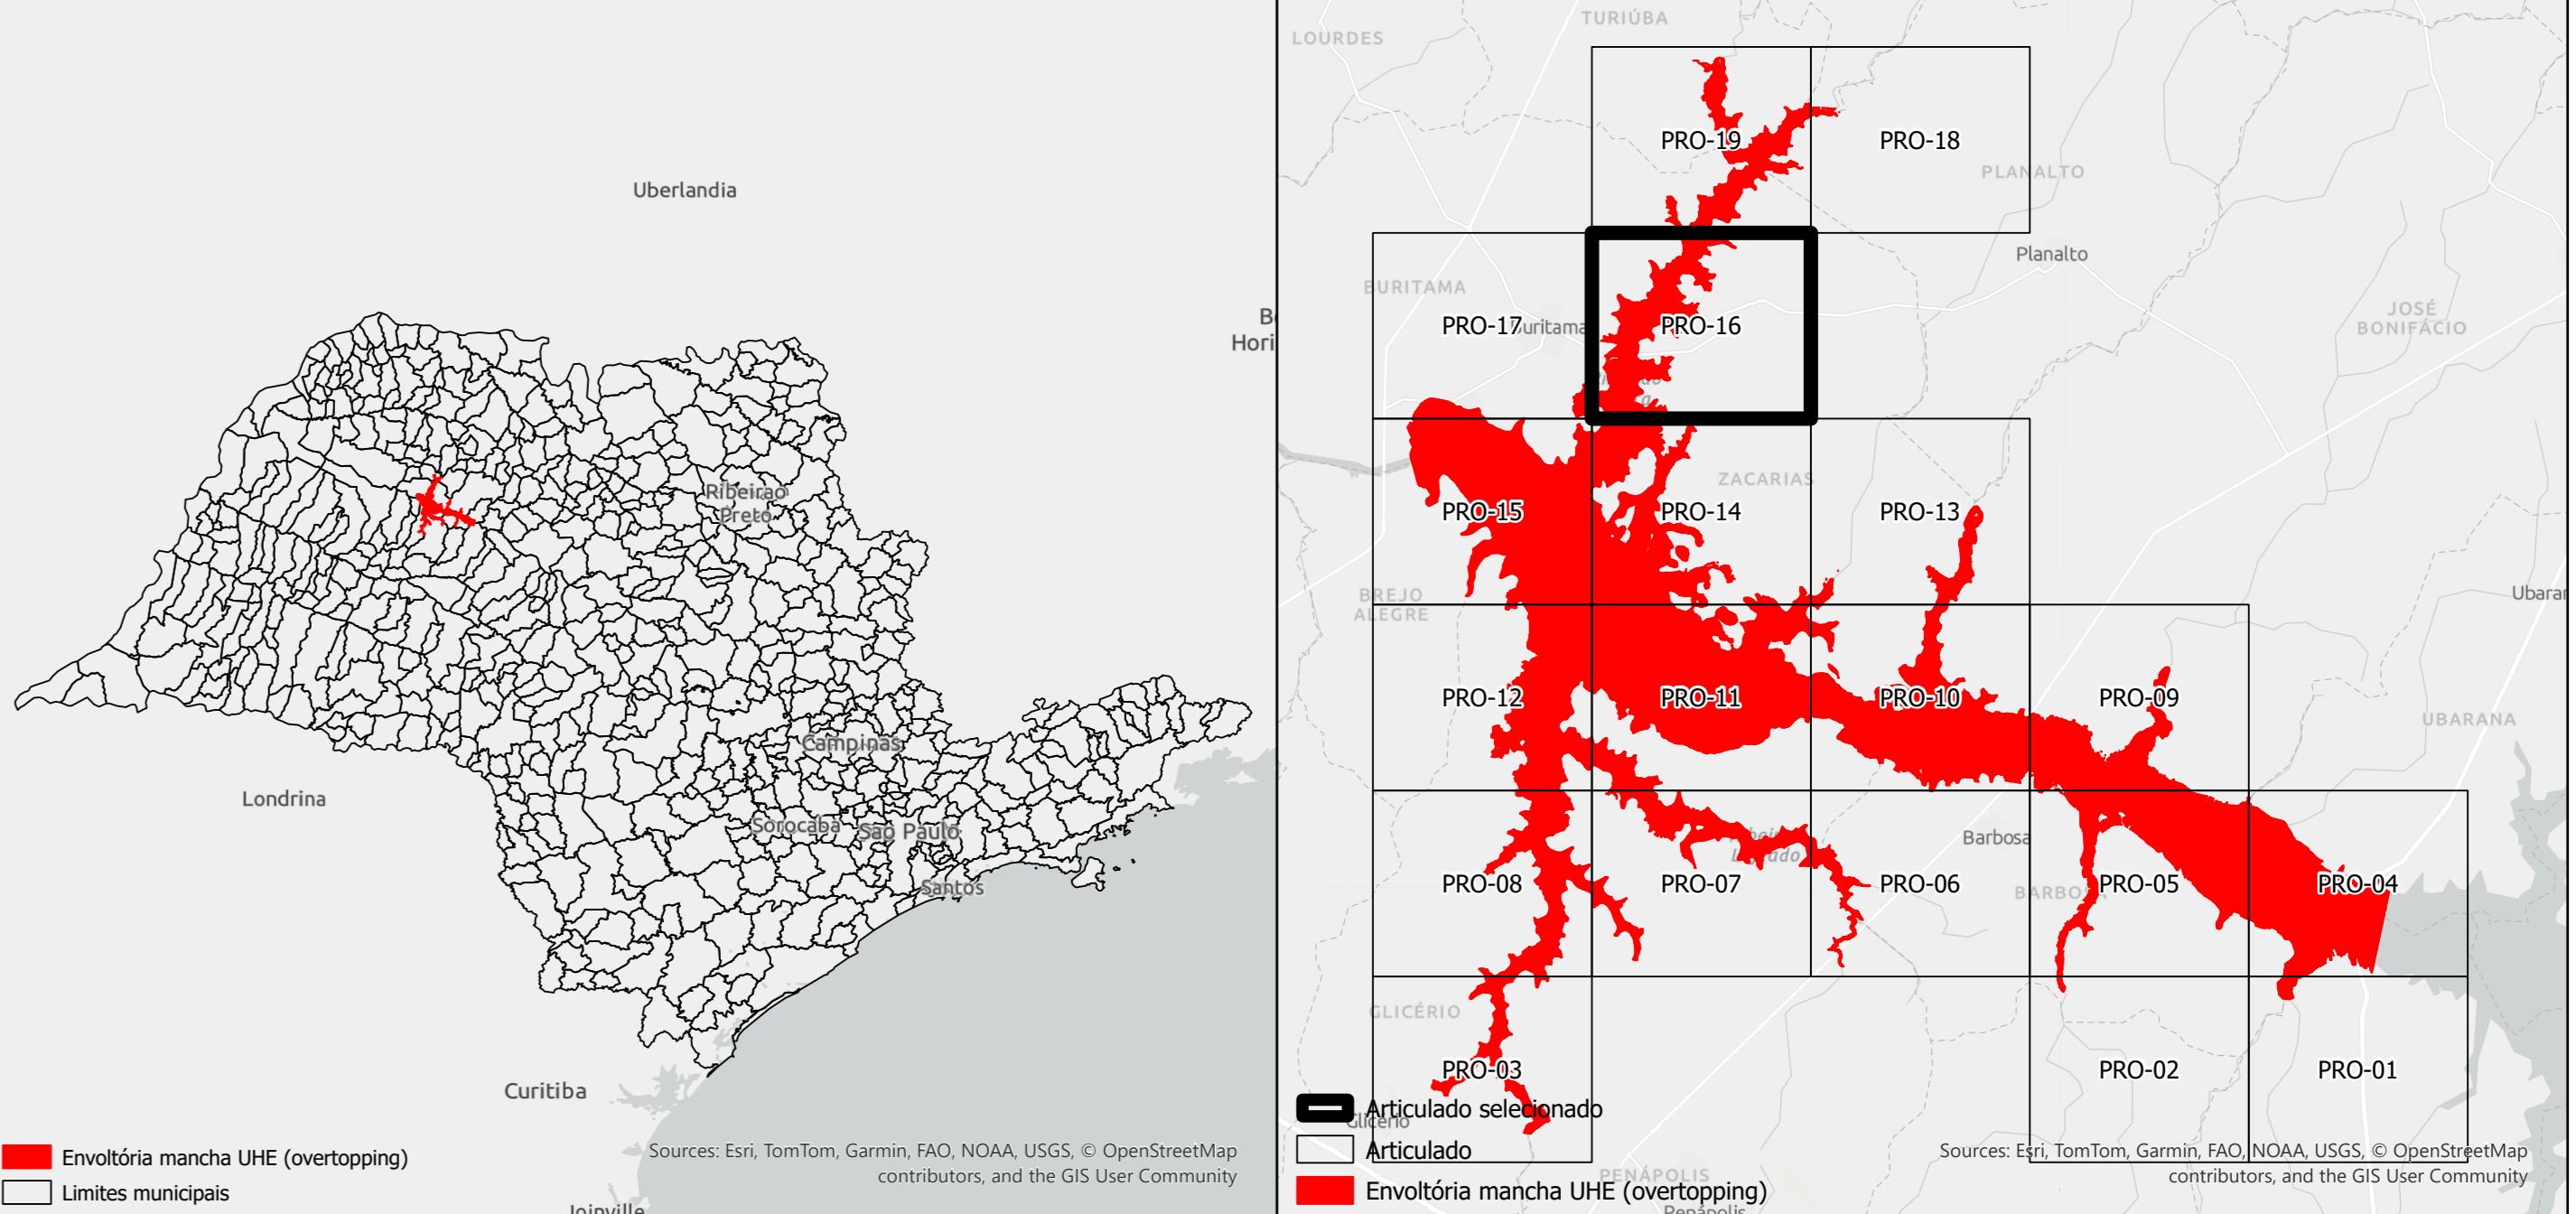 Uberlandia
Ribeirao
Preto
Campinas
Londrina
Sorocaba
Sao Paulo
Santos
Curitiba
Joinville
Envoltória mancha UHE (overtopping)
Limites municipais
Sources: Esri, TomTom, Garmin, FAO, NOAA, USGS, © OpenStreetMap
contributors, and the GIS User Community
TURIÚBA
LOURDES
PRO-19
PRO-18
PLANALTO
Planalto
BURITAMA
PRO-17
Buritama
PRO-16
JOSÉ
BONIFÁCIO
ZACARIAS
PRO-15
PRO-14
PRO-13
BREJO
ALEGRE
PRO-12
PRO-11
PRO-10
PRO-09
UBARANA
Barbosa
PRO-08
PRO-07
PRO-06
PRO-05
PRO-04
GLICÉRIO
PRO-03
PRO-02
PRO-01
Glicério
PENÁPOLIS
Penápolis
Articulado selecionado
Articulado
Envoltória mancha UHE (overtopping)
Sources: Esri, TomTom, Garmin, FAO, NOAA, USGS, © OpenStreetMap
contributors, and the GIS User Community